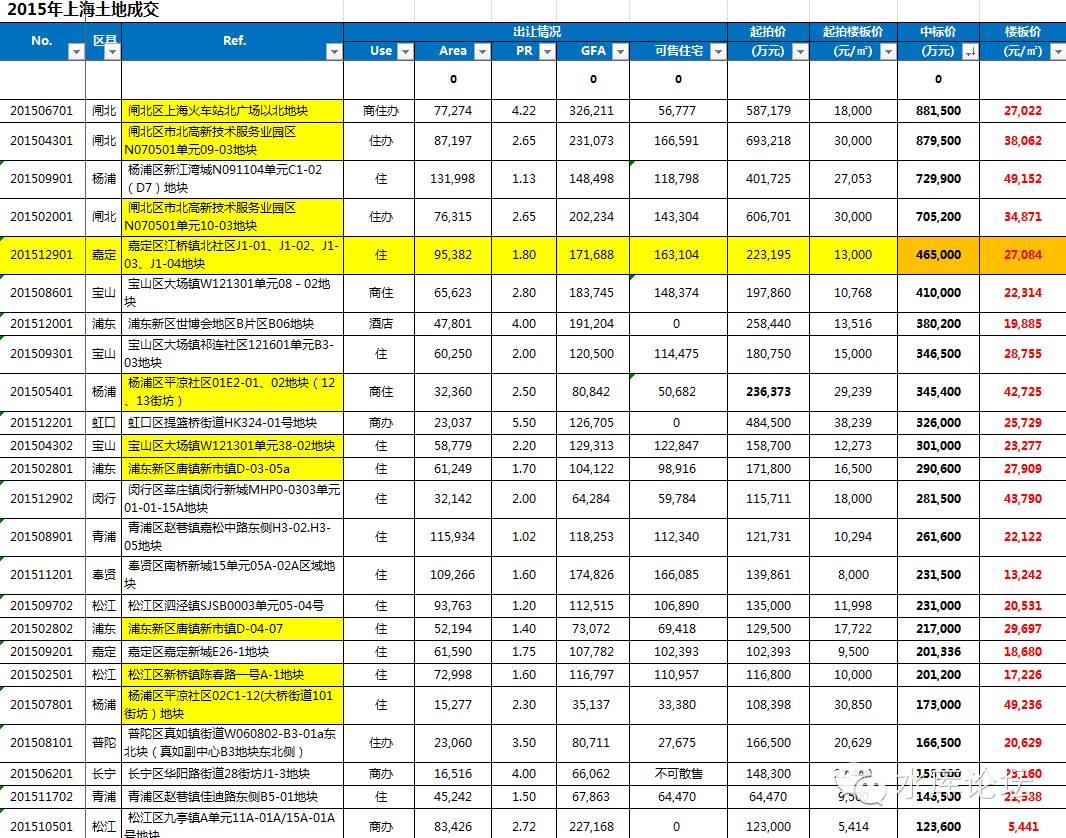 2015年上海土地成交
No. 区县 Ref. 出让情况 起拍价 起拍楼板价 中标价 楼板价
Use Area PR GFA 可售住宅 (万元) (元/㎡) (万元) (元/㎡)
0 0 0 0
201506701 闸北 闸北区上海火车站北广场以北地块 商住办 77,274 4.22 326,211 56,777 587,179 18,000 881,500 27,022
201504301 闸北 闸北区市北高新技术服务业园区
N070501单元09-03地块 住办 87,197 2.65 231,073 166,591 693,218 30,000 879,500 38,062
201509901 杨浦 杨浦区新江湾城N091104单元C1-02
（D7）地块 住 131,998 1.13 148,498 118,798 401,725 27,053 729,900 49,152
201502001 闸北 闸北区市北高新技术服务业园区
N070501单元10-03地块 住办 76,315 2.65 202,234 143,304 606,701 30,000 705,200 34,871
201512901 嘉定 嘉定区江桥镇北社区J1-01、J1-02、J1-
03、J1-04地块 住 95,382 1.80 171,688 163,104 223,195 13,000 465,000 27,084
201508601 宝山 宝山区大场镇W121301单元08－02地
块 商住 65,623 2.80 183,745 148,374 197,860 10,768 410,000 22,314
201512001 浦东 浦东新区世博会地区B片区B06地块 酒店 47,801 4.00 191,204 0 258,440 13,516 380,200 19,885
201509301 宝山 宝山区大场镇祁连社区121601单元B3-
03地块 住 60,250 2.00 120,500 114,475 180,750 15,000 346,500 28,755
201505401 杨浦 杨浦区平凉社区01E2-01、02地块（12
、13街坊） 商住 32,360 2.50 80,842 50,682 236,373 29,239 345,400 42,725
201512201 虹口 虹口区提篮桥街道HK324-01号地块 商办 23,037 5.50 126,705 0 484,500 38,239 326,000 25,729
201504302 宝山 宝山区大场镇W121301单元38-02地块 住 58,779 2.20 129,313 122,847 158,700 12,273 301,000 23,277
201502801 浦东 浦东新区唐镇新市镇D-03-05a 住 61,249 1.70 104,122 98,916 171,800 16,500 290,600 27,909
201512902 闵行 闵行区莘庄镇闵行新城MHP0-0303单元
01-01-15A地块 住 32,142 2.00 64,284 59,784 115,711 18,000 281,500 43,790
201508901 青浦 青浦区赵巷镇嘉松中路东侧H3-02.H3-
05地块 住 115,934 1.02 118,253 112,340 121,731 10,294 261,600 22,122
201511201 奉贤 奉贤区南桥新城15单元05A-02A区域地
块 住 109,266 1.60 174,826 166,085 139,861 8,000 231,500 13,242
201509702 松江 松江区泗泾镇SJSB0003单元05-04号 住 93,763 1.20 112,515 106,890 135,000 11,998 231,000 20,531
201502802 浦东 浦东新区唐镇新市镇D-04-07 住 52,194 1.40 73,072 69,418 129,500 17,722 217,000 29,697
201509201 嘉定 嘉定区嘉定新城E26-1地块 住 61,590 1.75 107,782 102,393 102,393 9,500 201,336 18,680
201502501 松江 松江区新桥镇陈春路一号A-1地块 住 72,998 1.60 116,797 110,957 116,800 10,000 201,200 17,226
201507801 杨浦 杨浦区平凉社区02C1-12(大桥街道101
街坊）地块 住 15,277 2.30 35,137 33,380 108,398 30,850 173,000 49,236
201508101 普陀 普陀区真如镇街道W060802-B3-01a东
北块（真如副中心B3地块东北侧） 住办 23,060 3.50 80,711 27,675 166,500 20,629 166,500 20,629
201506201 长宁 长宁区华阳路街道28街坊J1-3地块 商办 16,516 4.00 66,062 不可散售 148,300
201511702 青浦 青浦区赵巷镇佳迪路东侧B5-01地块 住 45,242 1.50 67,863 64,470 64,470
水库论坛
201510501 松江 松江区九亭镇A单元11A-01A/15A-01A
号地块 商办 83,426 2.72 227,168 0 123,000 5,414 123,600 5,441